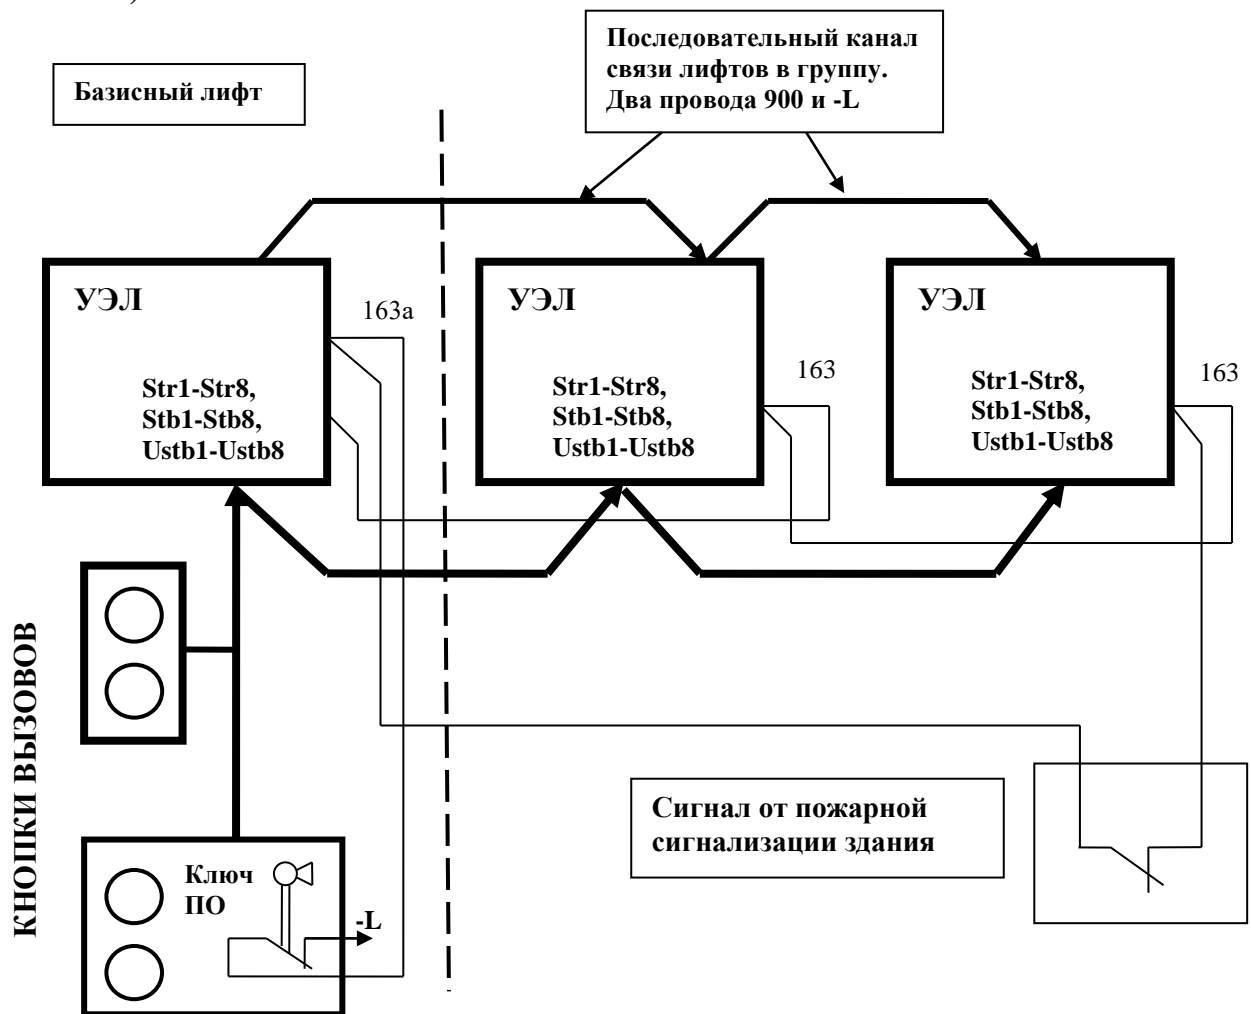 )
Последовательный канал
связи лифтов в группу.
Два провода 900 и -L
Базисный лифт
УЭЛ
163а
Str1-Str8,
Stb1-Stb8,
Ustb1-Ustb8
УЭЛ
163
Str1-Str8,
Stb1-Stb8,
Ustb1-Ustb8
УЭЛ
163
Str1-Str8,
Stb1-Stb8,
Ustb1-Ustb8
КНОПКИ ВЫЗОВОВ
Ключ
ПО
-L
Сигнал от пожарной
сигнализации здания